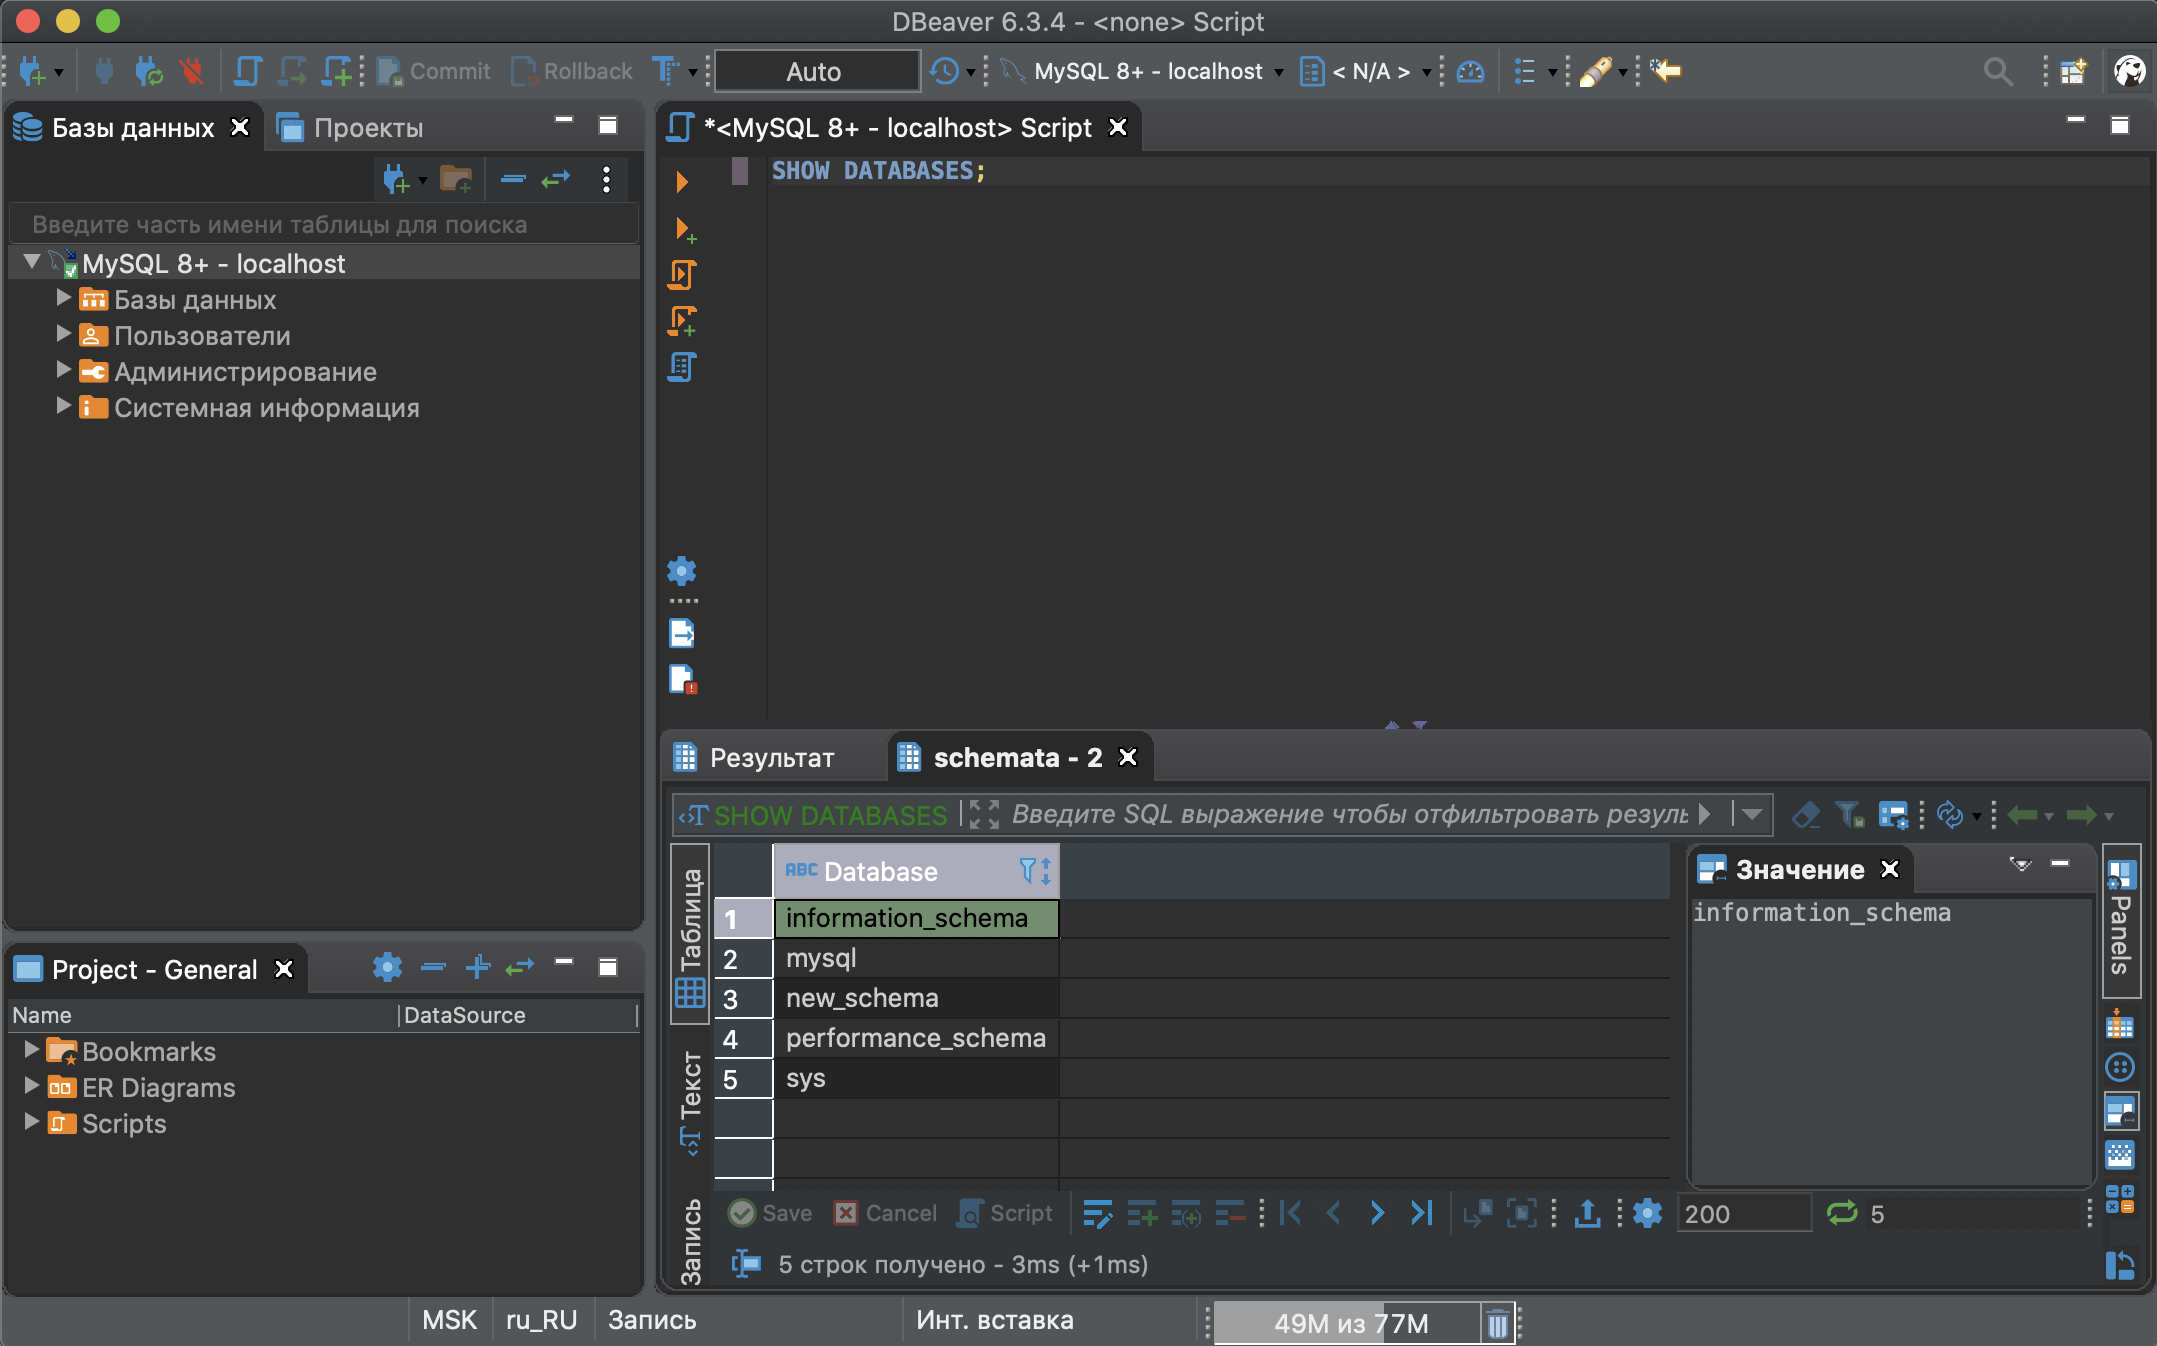 DBeaver 6.3.4 - <none> Script
Commit
Rollback
Auto
MySQL 8+ - localhost
< N/A >
Базы данных
Проекты
Введите часть имени таблицы для поиска
MySQL 8+ - localhost
Базы данных
Пользователи
Администрирование
Системная информация
*<MySQL 8+ - localhost> Script
SHOW DATABASES;
Результат
schemata - 2
SHOW DATABASES
Введите SQL выражение чтобы отфильтровать резуль
Таблица
Текст
Запись
ABC Database
1 information_schema
2 mysql
3 new_schema
4 performance_schema
5 sys
Значение
information_schema
Panels
Save
Cancel
Script
200
5
5 строк получено - 3ms (+1ms)
Project - General
Name
DataSource
Bookmarks
ER Diagrams
Scripts
MSK
ru_RU
Запись
Инт. вставка
49M из 77M